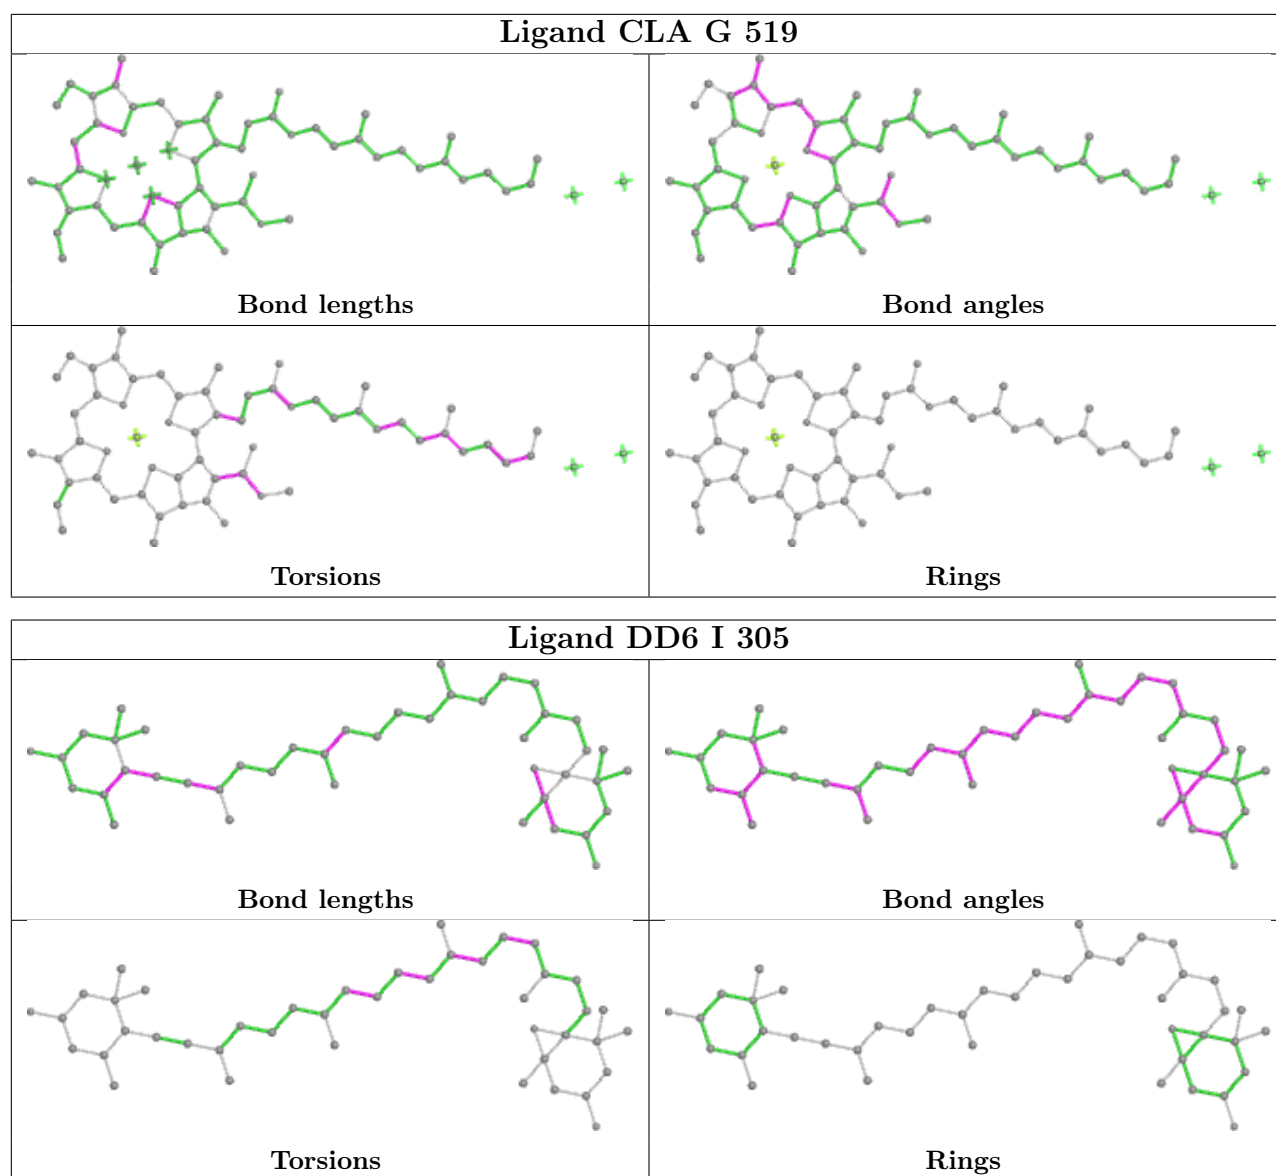 Ligand CLA G 519
Bond lengths
Bond angles
Torsions
Rings
Ligand DD6 I 305
Bond lengths
Bond angles
Torsions
Rings